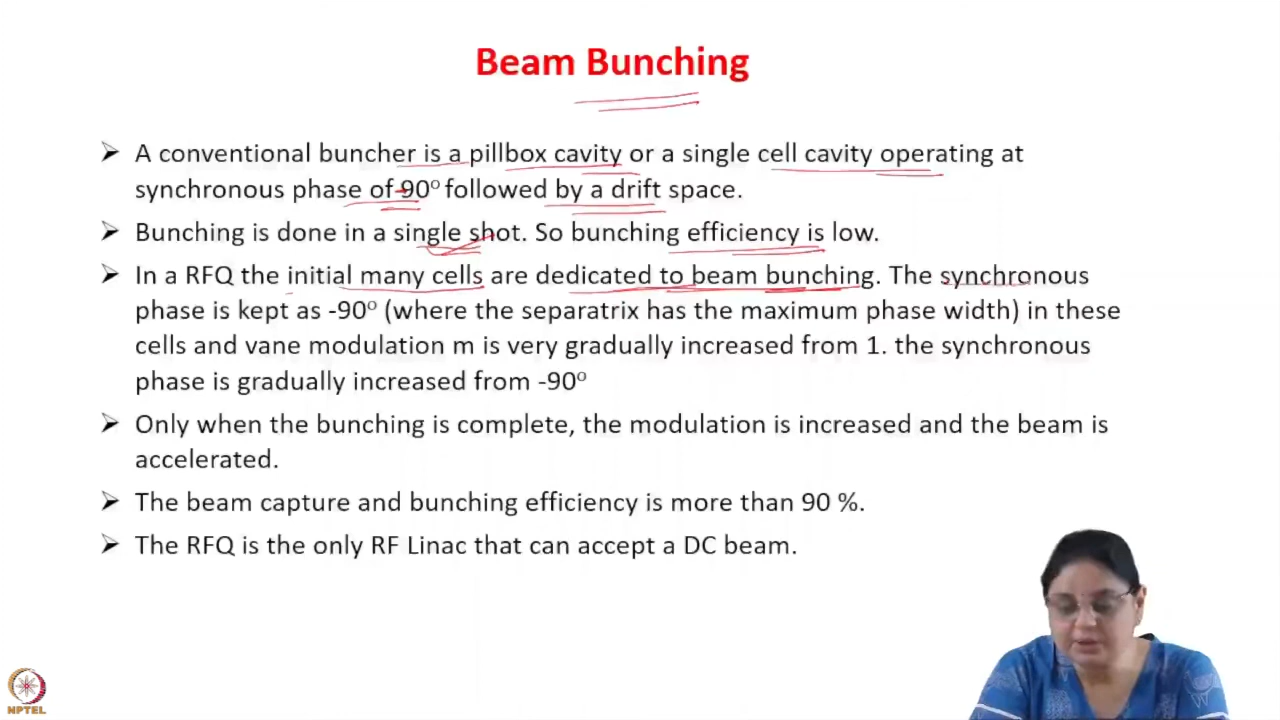 Beam Bunching
➢ A conventional buncher is a pillbox cavity or a single cell cavity operating at
synchronous phase of -90º followed by a drift space.
➢ Bunching is done in a single shot. So bunching efficiency is low.
➢ In a RFQ the initial many cells are dedicated to beam bunching. The synchronous
phase is kept as -90º (where the separatrix has the maximum phase width) in these
cells and vane modulation m is very gradually increased from 1. the synchronous
phase is gradually increased from -90º
➢ Only when the bunching is complete, the modulation is increased and the beam is
accelerated.
➢ The beam capture and bunching efficiency is more than 90 %.
➢ The RFQ is the only RF Linac that can accept a DC beam.
NPTEL